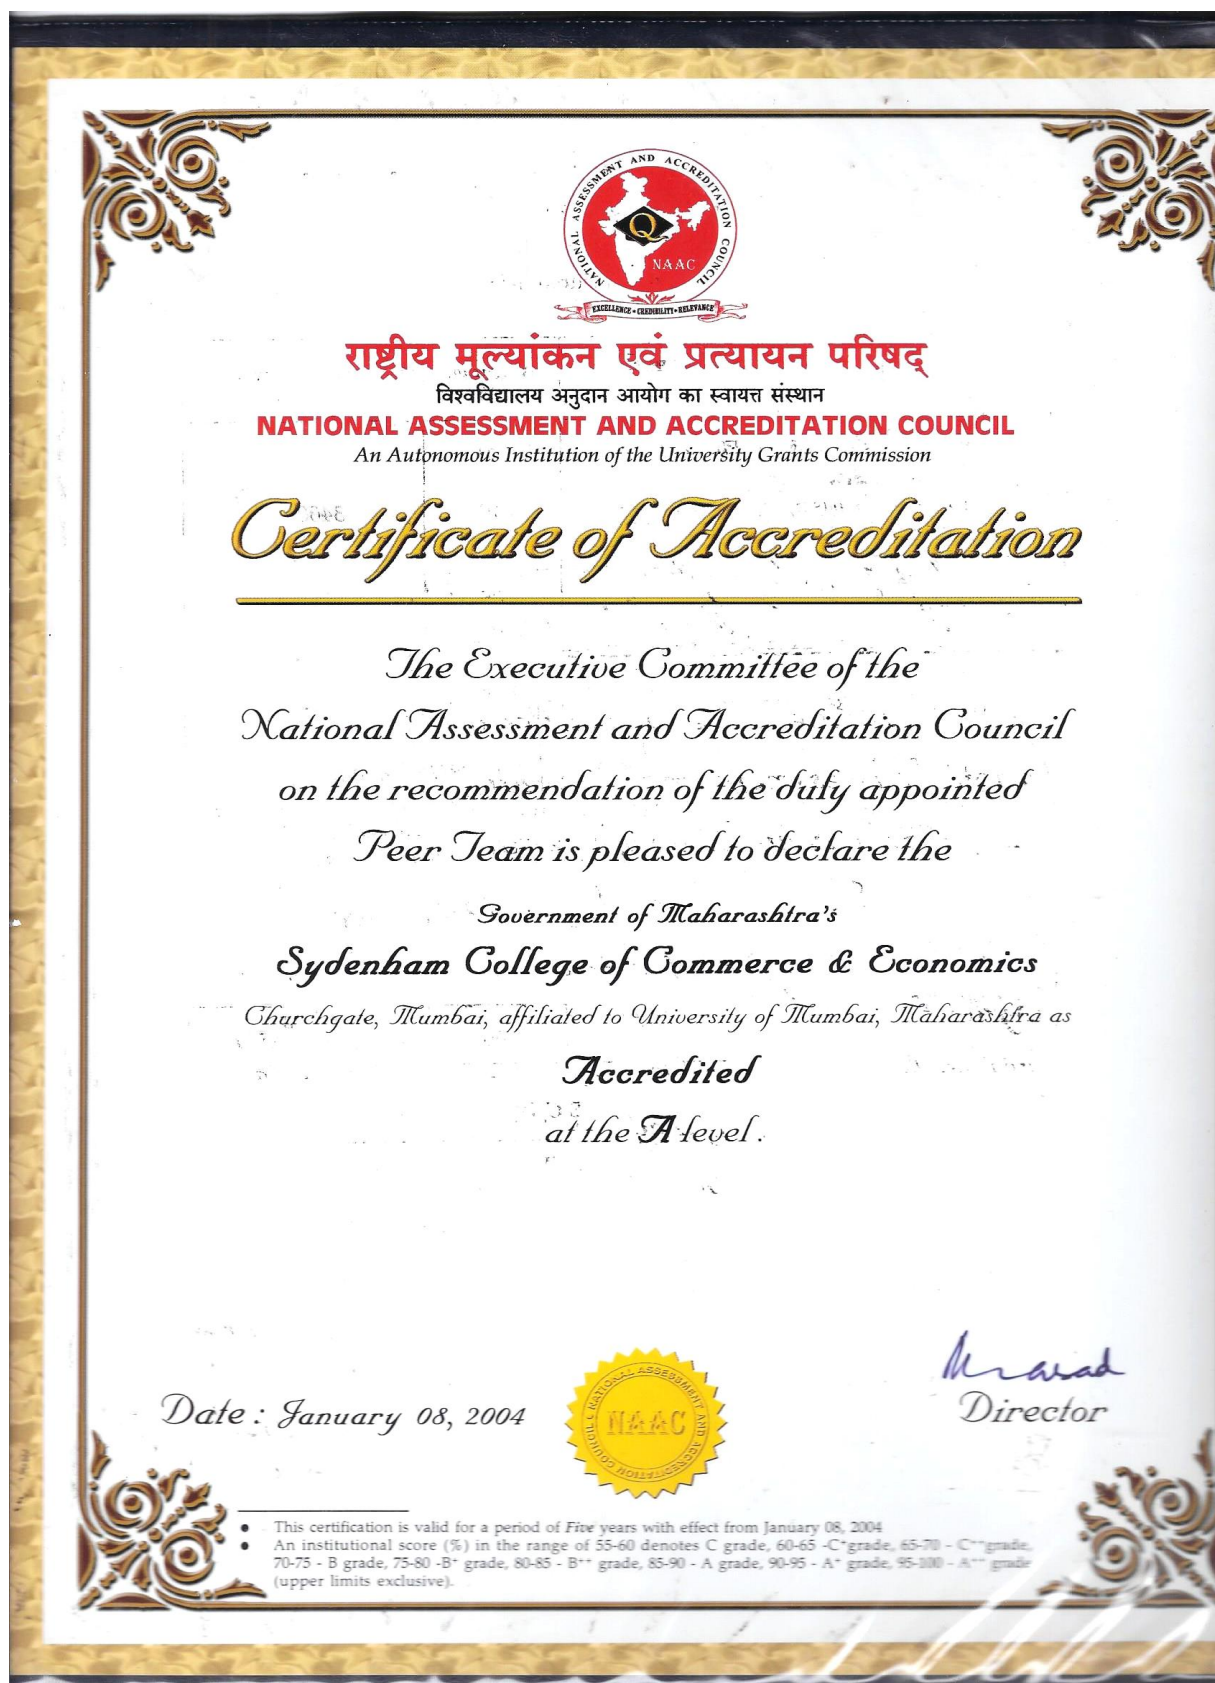 NATIONAL ASSESSMENT AND ACCREDITATION COUNCIL
Q
NAAC
EXCELLENCE • CREDIBILITY • RELEVANCE
राष्ट्रीय मूल्यांकन एवं प्रत्यायन परिषद्
विश्वविद्यालय अनुदान आयोग का स्वायत्त संस्थान
NATIONAL ASSESSMENT AND ACCREDITATION COUNCIL
An Autonomous Institution of the University Grants Commission
Certificate of Accreditation
The Executive Committee of the
National Assessment and Accreditation Council
on the recommendation of the duly appointed
Peer Team is pleased to declare the
Government of Maharashtra's
Sydenham College of Commerce & Economics
Churchgate, Mumbai, affiliated to University of Mumbai, Maharashtra as
Accredited
at the A level.
Date : January 08, 2004
NATIONAL ASSESSMENT AND ACCREDITATION COUNCIL
NAAC
Director
• This certification is valid for a period of Five years with effect from January 08, 2004
• An institutional score (%) in the range of 55-60 denotes C grade, 60-65 -C⁺grade, 65-70 - C⁺⁺grade,
70-75 - B grade, 75-80 -B⁺ grade, 80-85 - B⁺⁺ grade, 85-90 - A grade, 90-95 - A⁺ grade, 95-100 - A⁺⁺ grade
(upper limits exclusive).